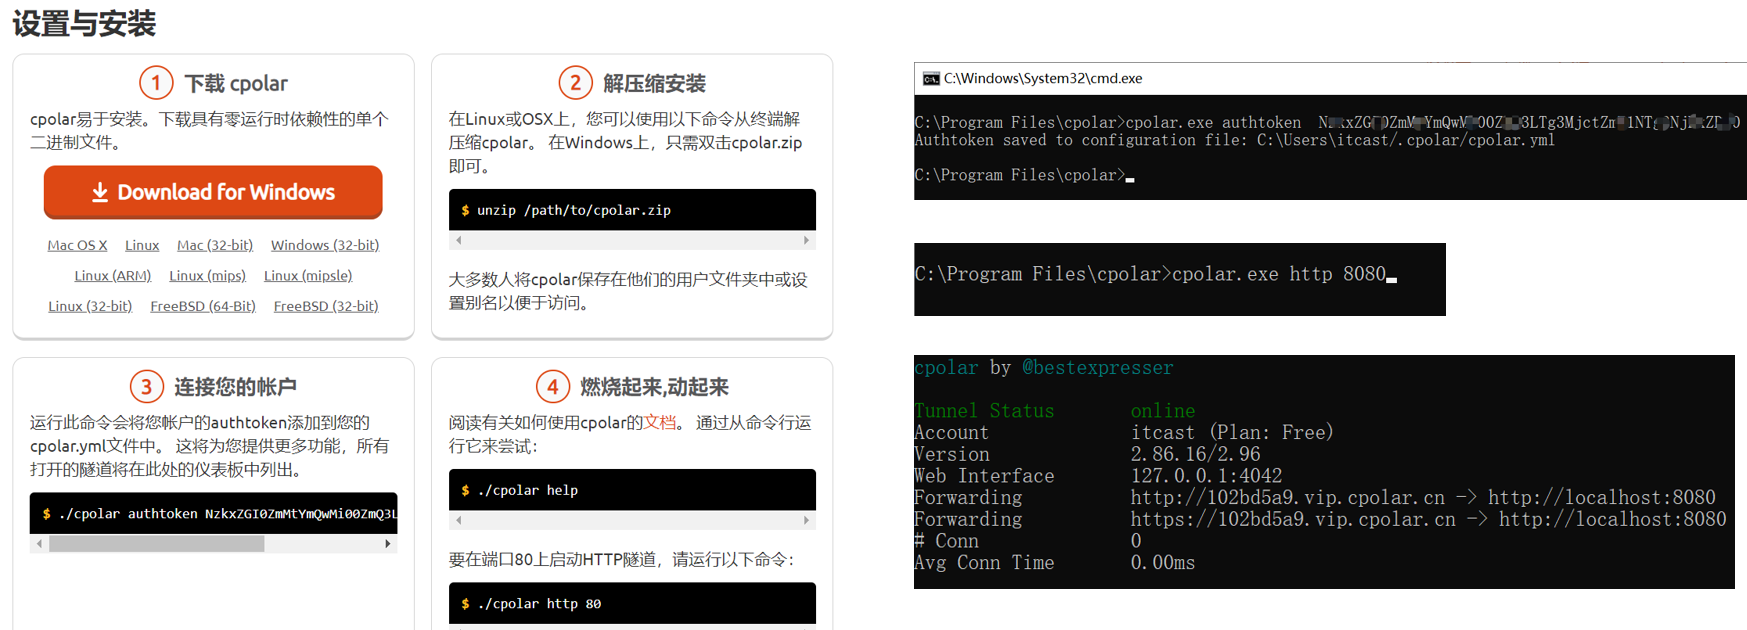 设置与安装
1 下载 cpolar
cpolar易于安装。下载具有零运行时依赖性的单个
二进制文件。
Download for Windows
Mac OS X Linux Mac (32-bit) Windows (32-bit)
Linux (ARM) Linux (mips) Linux (mipsle)
Linux (32-bit) FreeBSD (64-Bit) FreeBSD (32-bit)
2 解压缩安装
在Linux或OSX上，您可以使用以下命令从终端解
压缩cpolar。 在Windows上，只需双击cpolar.zip
即可。
$ unzip /path/to/cpolar.zip
大多数人将cpolar保存在他们的用户文件夹中或设
置别名以便于访问。
3 连接您的帐户
运行此命令会将您帐户的authtoken添加到您的
cpolar.yml文件中。 这将为您提供更多功能，所有
打开的隧道将在此处的仪表板中列出。
$ ./cpolar authtoken NzkxZGI0ZmMtYmQwMi00ZmQ3L
4 燃烧起来,动起来
阅读有关如何使用cpolar的文档。 通过从命令行运
行它来尝试：
$ ./cpolar help
要在端口80上启动HTTP隧道，请运行以下命令：
$ ./cpolar http 80
C:\Windows\System32\cmd.exe
C:\Program Files\cpolar>cpolar.exe authtoken
Authtoken saved to configuration file: C:\Users\itcast/.cpolar/cpolar.yml
C:\Program Files\cpolar>
C:\Program Files\cpolar>cpolar.exe http 8080
cpolar by @bestexpresser
Tunnel Status online
Account itcast (Plan: Free)
Version 2.86.16/2.96
Web Interface 127.0.0.1:4042
Forwarding http://102bd5a9.vip.cpolar.cn -> http://localhost:8080
Forwarding https://102bd5a9.vip.cpolar.cn -> http://localhost:8080
# Conn 0
Avg Conn Time 0.00ms